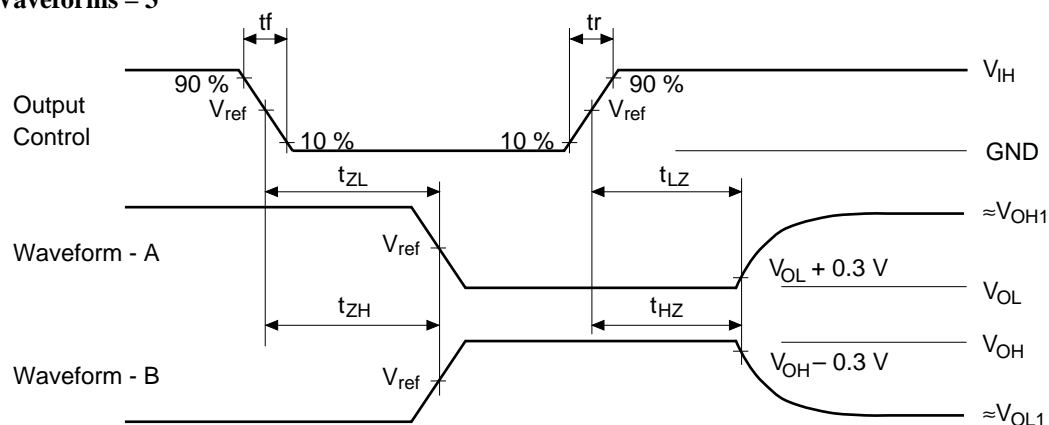 Waveforms – 3
tf
tr
90 %
90 %
VIH
Output
Control
Vref
Vref
10 %
10 %
GND
tZL
tLZ
≈VOH1
Waveform - A
Vref
VOL + 0.3 V
VOL
tZH
tHZ
VOH
VOH – 0.3 V
Waveform - B
Vref
≈VOL1